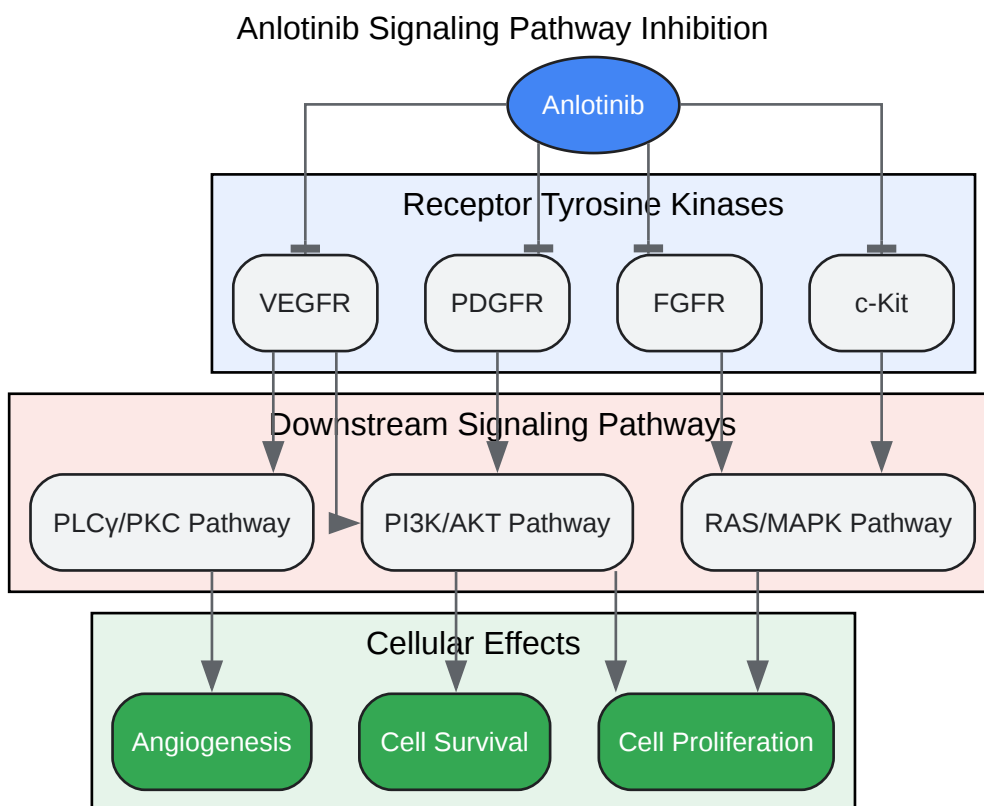 Anlotinib Signaling Pathway Inhibition
Anlotinib
Receptor Tyrosine Kinases
VEGFR
PDGFR
FGFR
c-Kit
Downstream Signaling Pathways
PLCγ/PKC Pathway
PI3K/AKT Pathway
RAS/MAPK Pathway
Cellular Effects
Angiogenesis
Cell Survival
Cell Proliferation